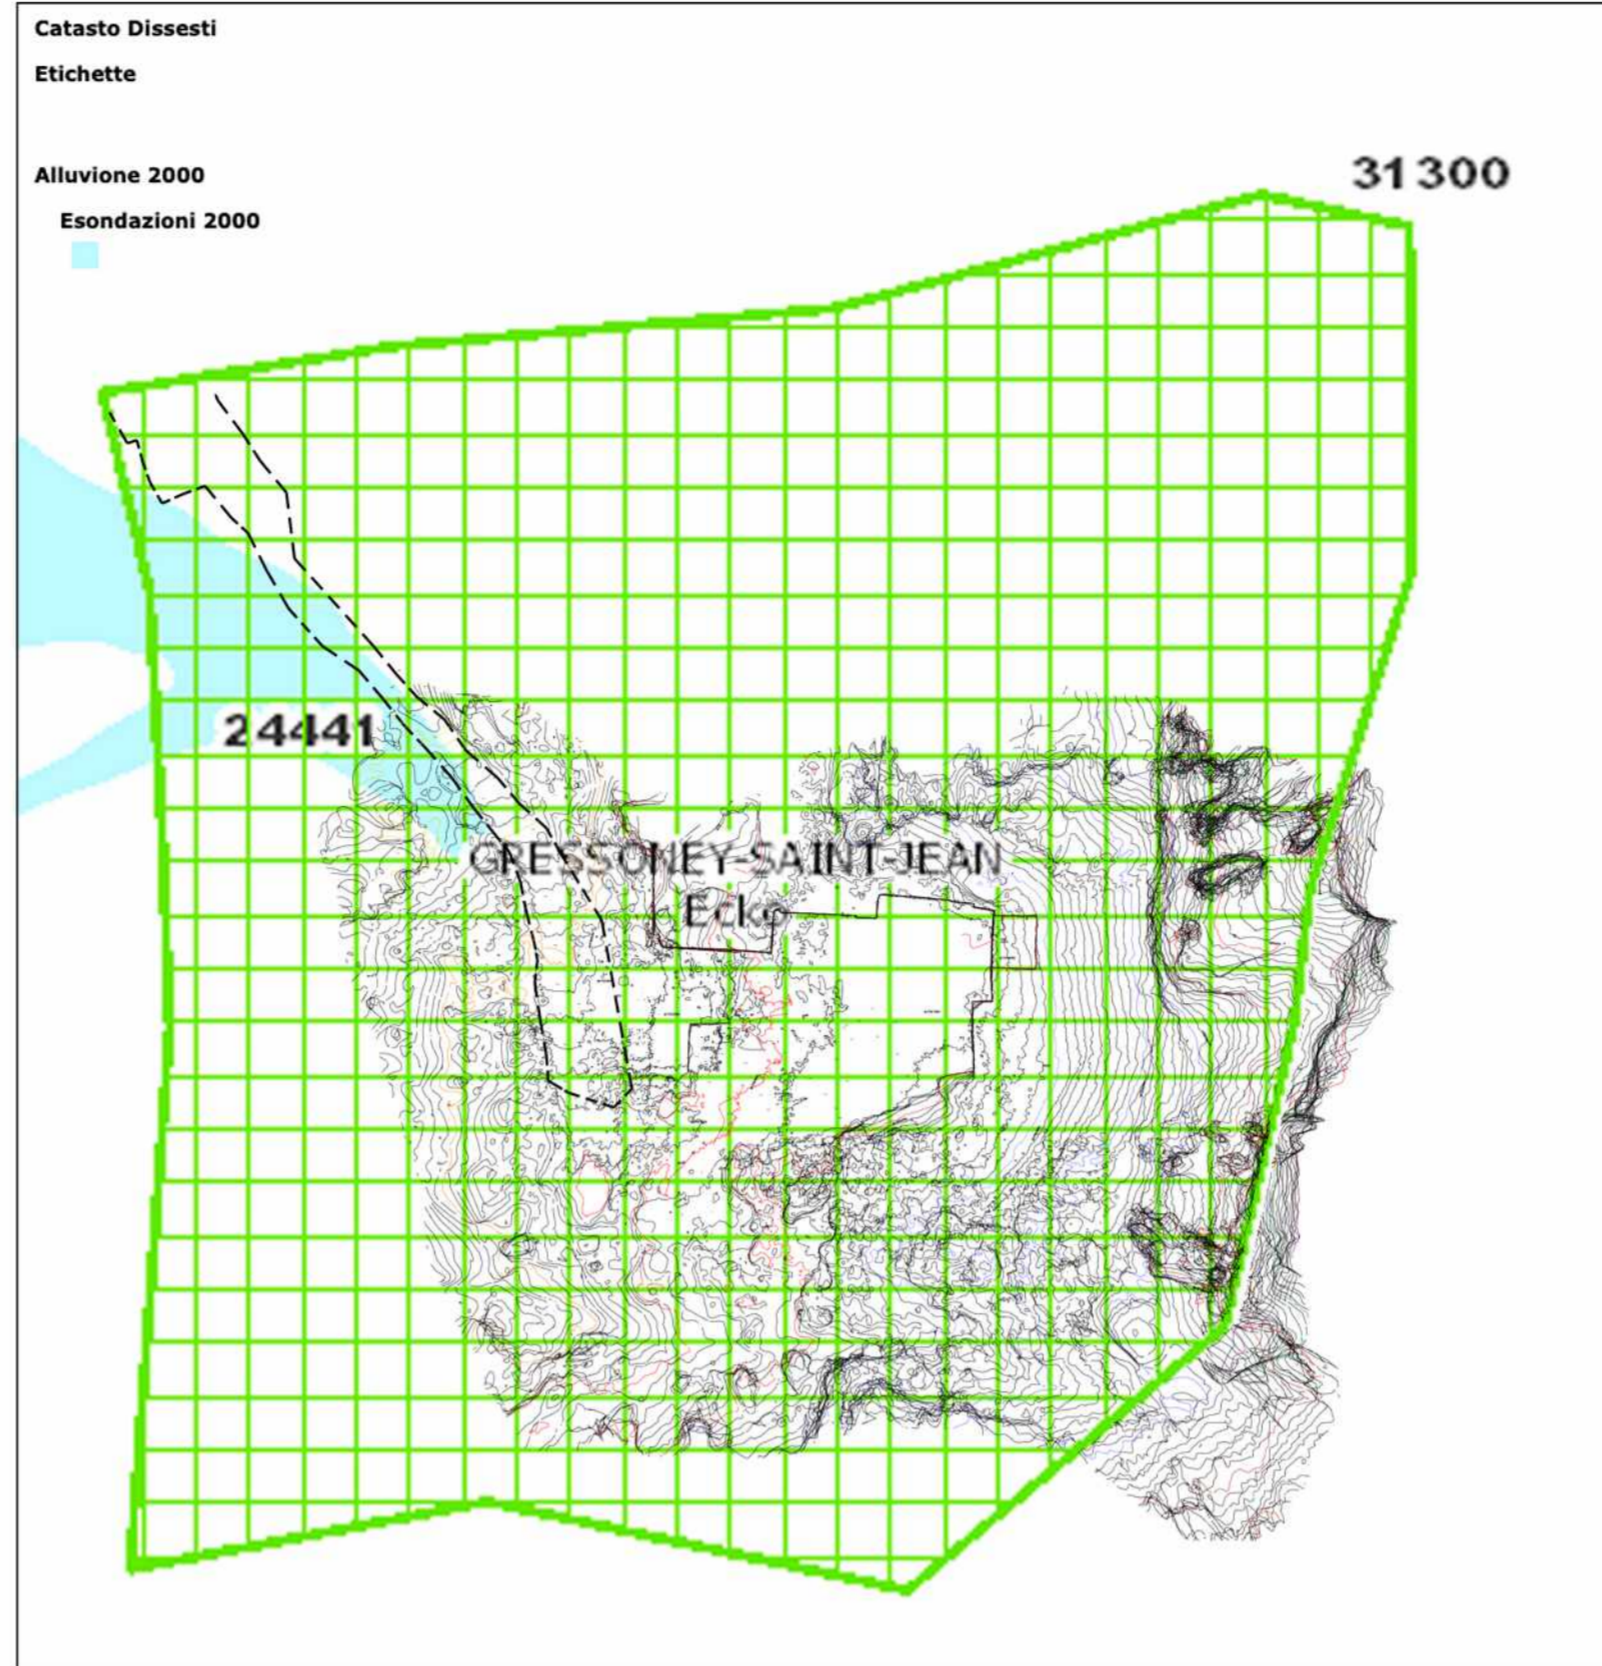 Catasto Dissesti
Etichette
Alluvione 2000
Esondazioni 2000
31300
24441
GRESSONEY-SAINT-JEAN
Ecko